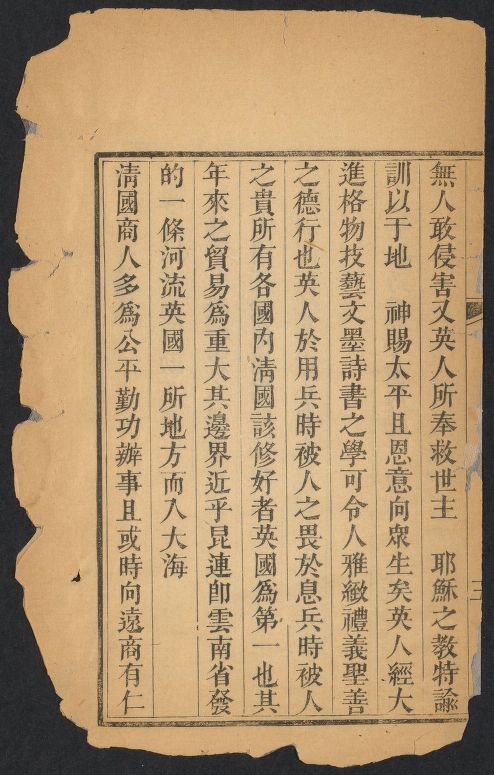 無人敢侵害又英人所奉救世主　耶穌之教特諭
訓以于地　神賜太平且恩意向衆生矣英人經大
進格物技藝文墨詩書之學可令人雅緻禮義聖善
之德行也英人於用兵時被人之畏於息兵時被人
之貴所有各國內淸國該修好者英國為第一也其
年來之貿易為重大其邊界近乎昆連卽雲南省發
的一條河流英國一所地方而入大海
淸國商人多為公平勤功辦事且或時向遠商有仁